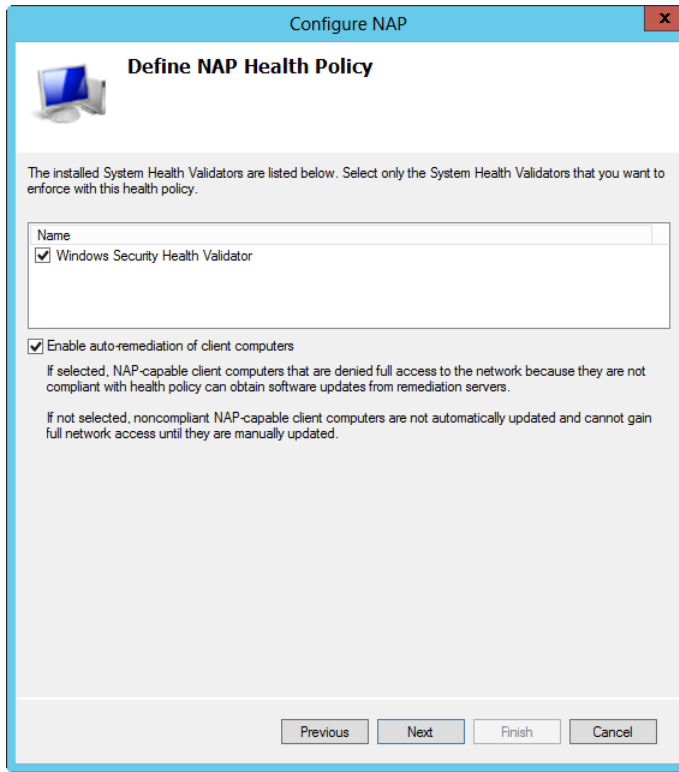 Configure NAP
x
Define NAP Health Policy
The installed System Health Validators are listed below. Select only the System Health Validators that you want to
enforce with this health policy.
Name
Windows Security Health Validator
Enable auto-remediation of client computers
If selected, NAP-capable client computers that are denied full access to the network because they are not
compliant with health policy can obtain software updates from remediation servers.
If not selected, noncompliant NAP-capable client computers are not automatically updated and cannot gain
full network access until they are manually updated.
Previous Next Finish Cancel